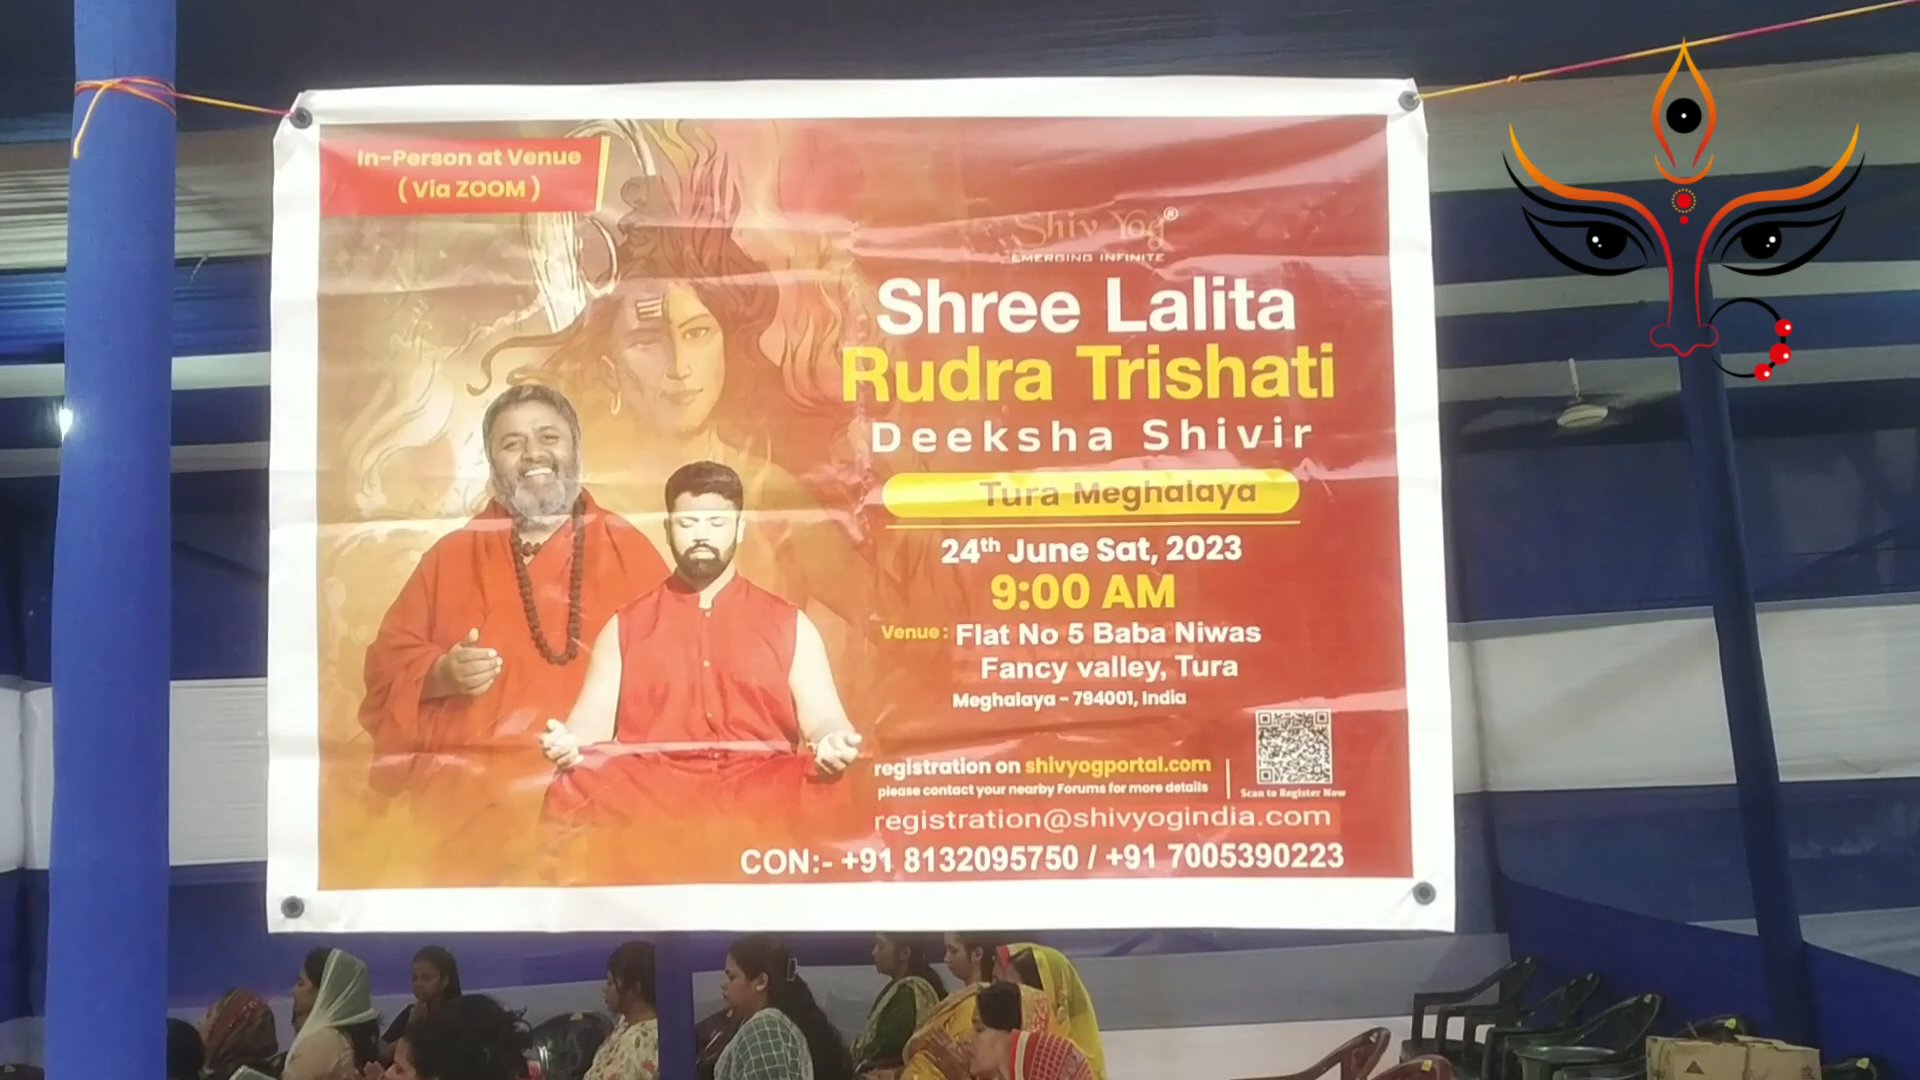 In-Person at Venue
( Via ZOOM )
Shiv Yog®
EMERGING INFINITE
Shree Lalita
Rudra Trishati
Deeksha Shivir
Tura Meghalaya
24th June Sat, 2023
9:00 AM
Venue: Flat No 5 Baba Niwas
Fancy valley, Tura
Meghalaya - 794001, India
registration on shivyogportal.com
please contact your nearby Forums for more details
Scan to Register Now
registration@shivyogindia.com
CON:- +91 8132095750 / +91 7005390223